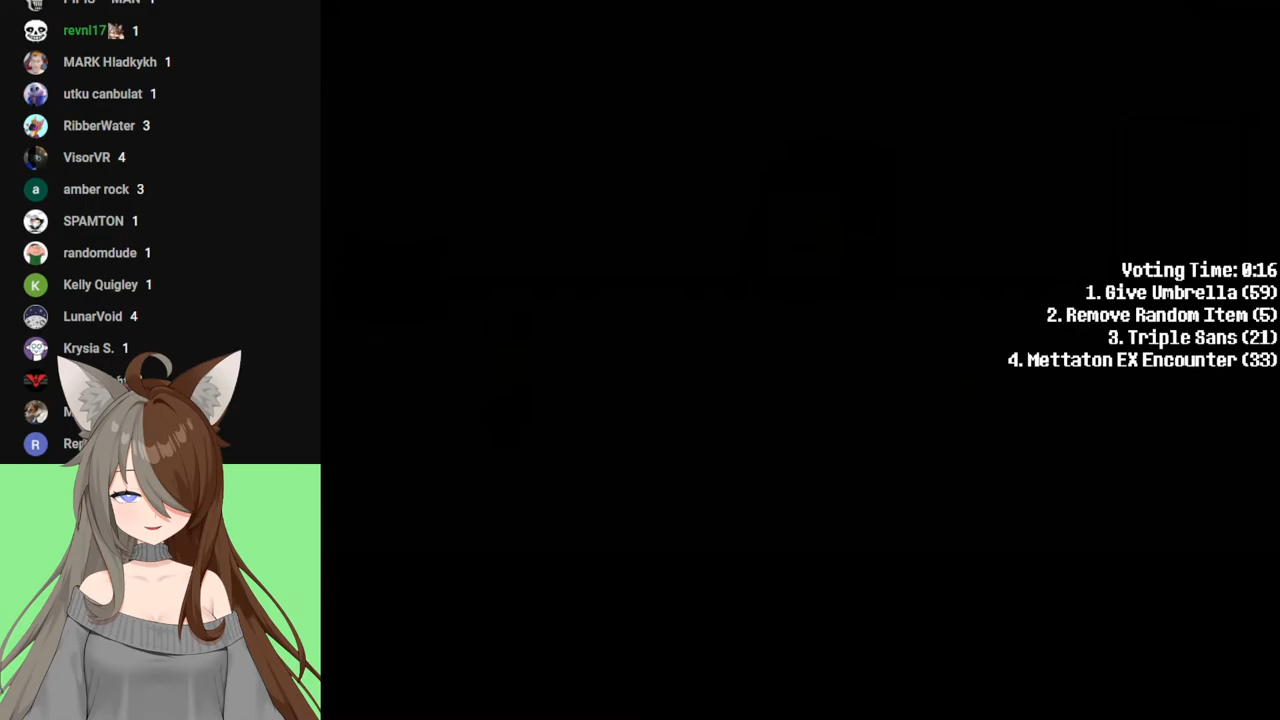 revnl17 1
MARK Hladkykh 1
utku canbulat 1
RibberWater 3
VisorVR 4
a amber rock 3
SPAMTON 1
randomdude 1
K Kelly Quigley 1
LunarVoid 4
Krysia S. 1
R
Voting Time: 0:16
1. Give Umbrella (59)
2. Remove Random Item (5)
3. Triple Sans (21)
4. Mettaton EX Encounter (33)